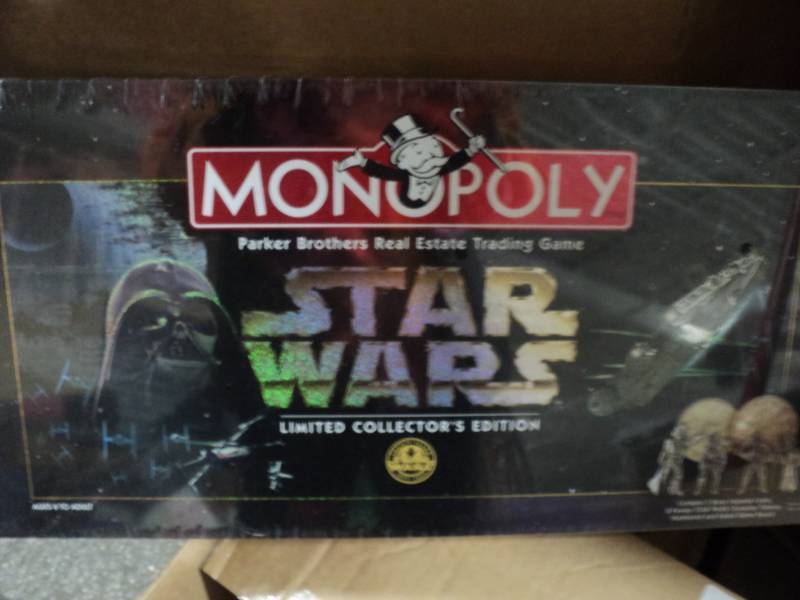 MONOPOLY
Parker Brothers Real Estate Trading Game
STAR
WARS
LIMITED COLLECTOR'S EDITION